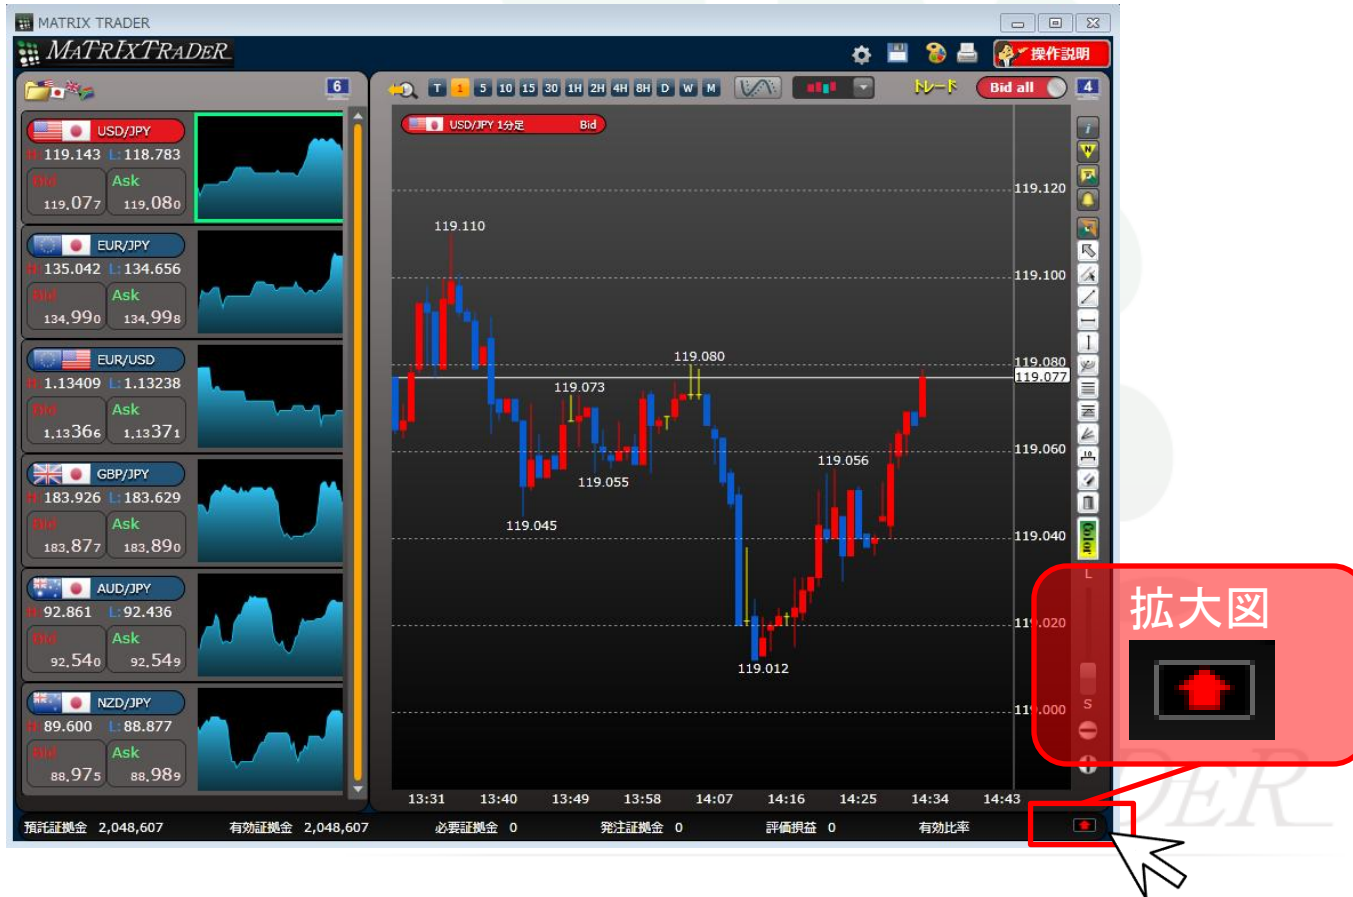 MATRIX TRADER
MATRIXTRADER
操作説明
6
T 1 5 10 15 30 1H 2H 4H 8H D W M
トレード
Bid all
4
USD/JPY
H: 119.143 L: 118.783
Bid Ask
119.077 119.080
EUR/JPY
H: 135.042 L: 134.656
Bid Ask
134.990 134.998
EUR/USD
H: 1.13409 L: 1.13238
Bid Ask
1.13366 1.13371
GBP/JPY
H: 183.926 L: 183.629
Bid Ask
183.877 183.890
AUD/JPY
H: 92.861 L: 92.436
Bid Ask
92.540 92.549
NZD/JPY
H: 89.600 L: 88.877
Bid Ask
88.975 88.989
USD/JPY 1分足 Bid
119.110
119.080
119.073
119.055
119.045
119.056
119.012
119.120
119.100
119.080
119.077
119.060
119.040
119.020
119.000
13:31 13:40 13:49 13:58 14:07 14:16 14:25 14:34 14:43
i
N
10
Color
L
S
拡大図
預託証拠金 2,048,607 有効証拠金 2,048,607 必要証拠金 0 発注証拠金 0 評価損益 0 有効比率
DER